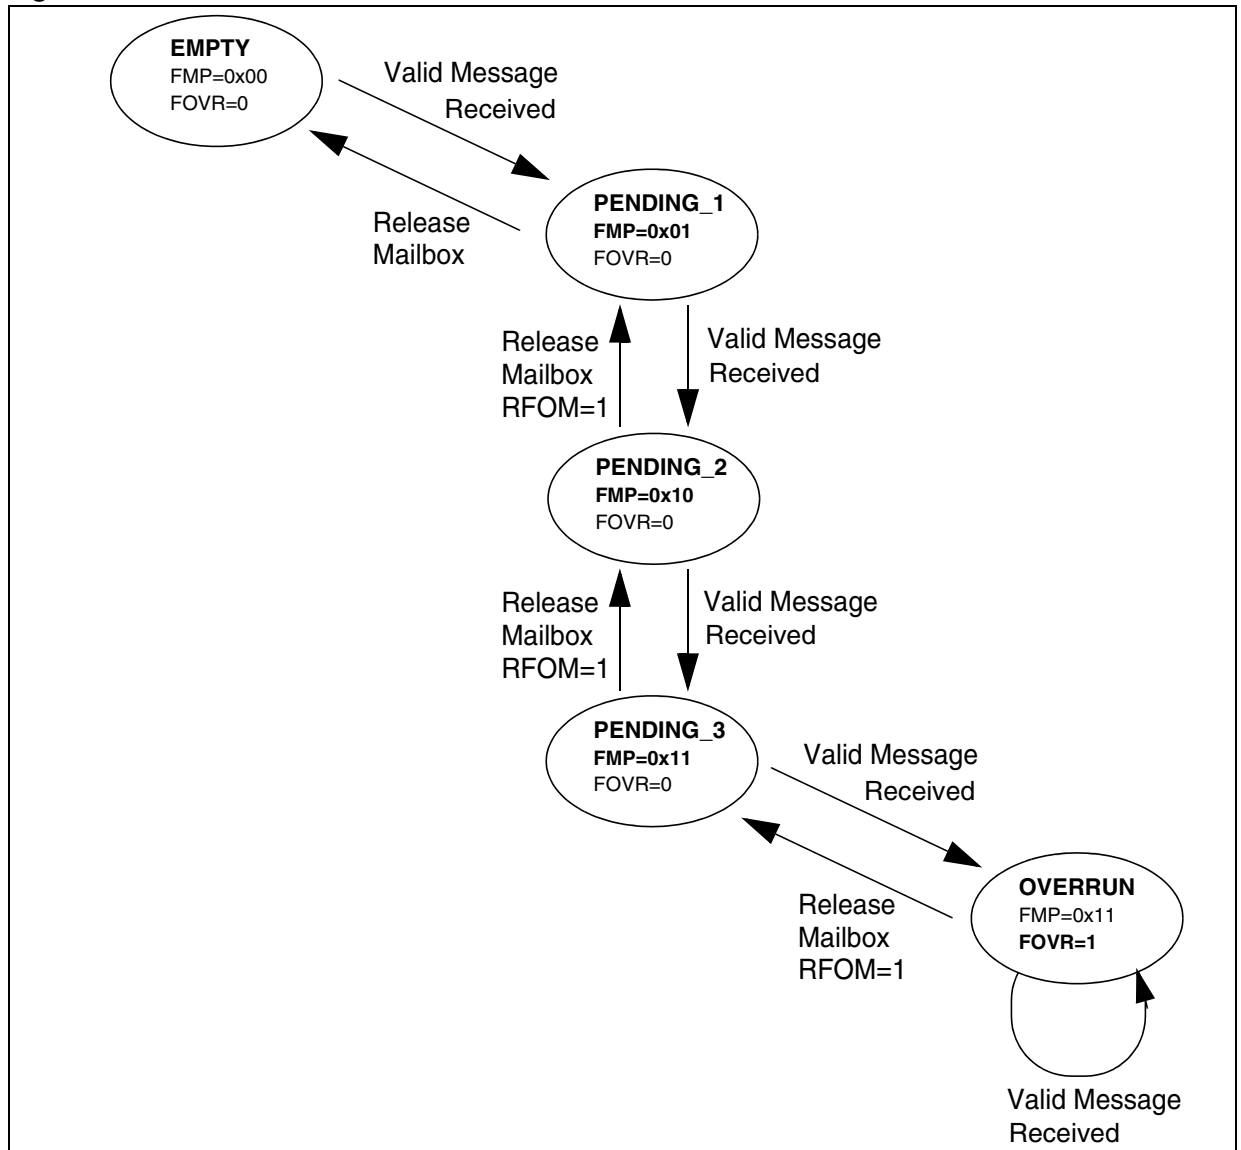 EMPTY
FMP=0x00
FOVR=0
Valid Message
Received
Release
Mailbox
PENDING_1
FMP=0x01
FOVR=0
Release
Mailbox
RFOM=1
Valid Message
Received
PENDING_2
FMP=0x10
FOVR=0
Release
Mailbox
RFOM=1
Valid Message
Received
PENDING_3
FMP=0x11
FOVR=0
Valid Message
Received
Release
Mailbox
RFOM=1
OVERRUN
FMP=0x11
FOVR=1
Valid Message
Received